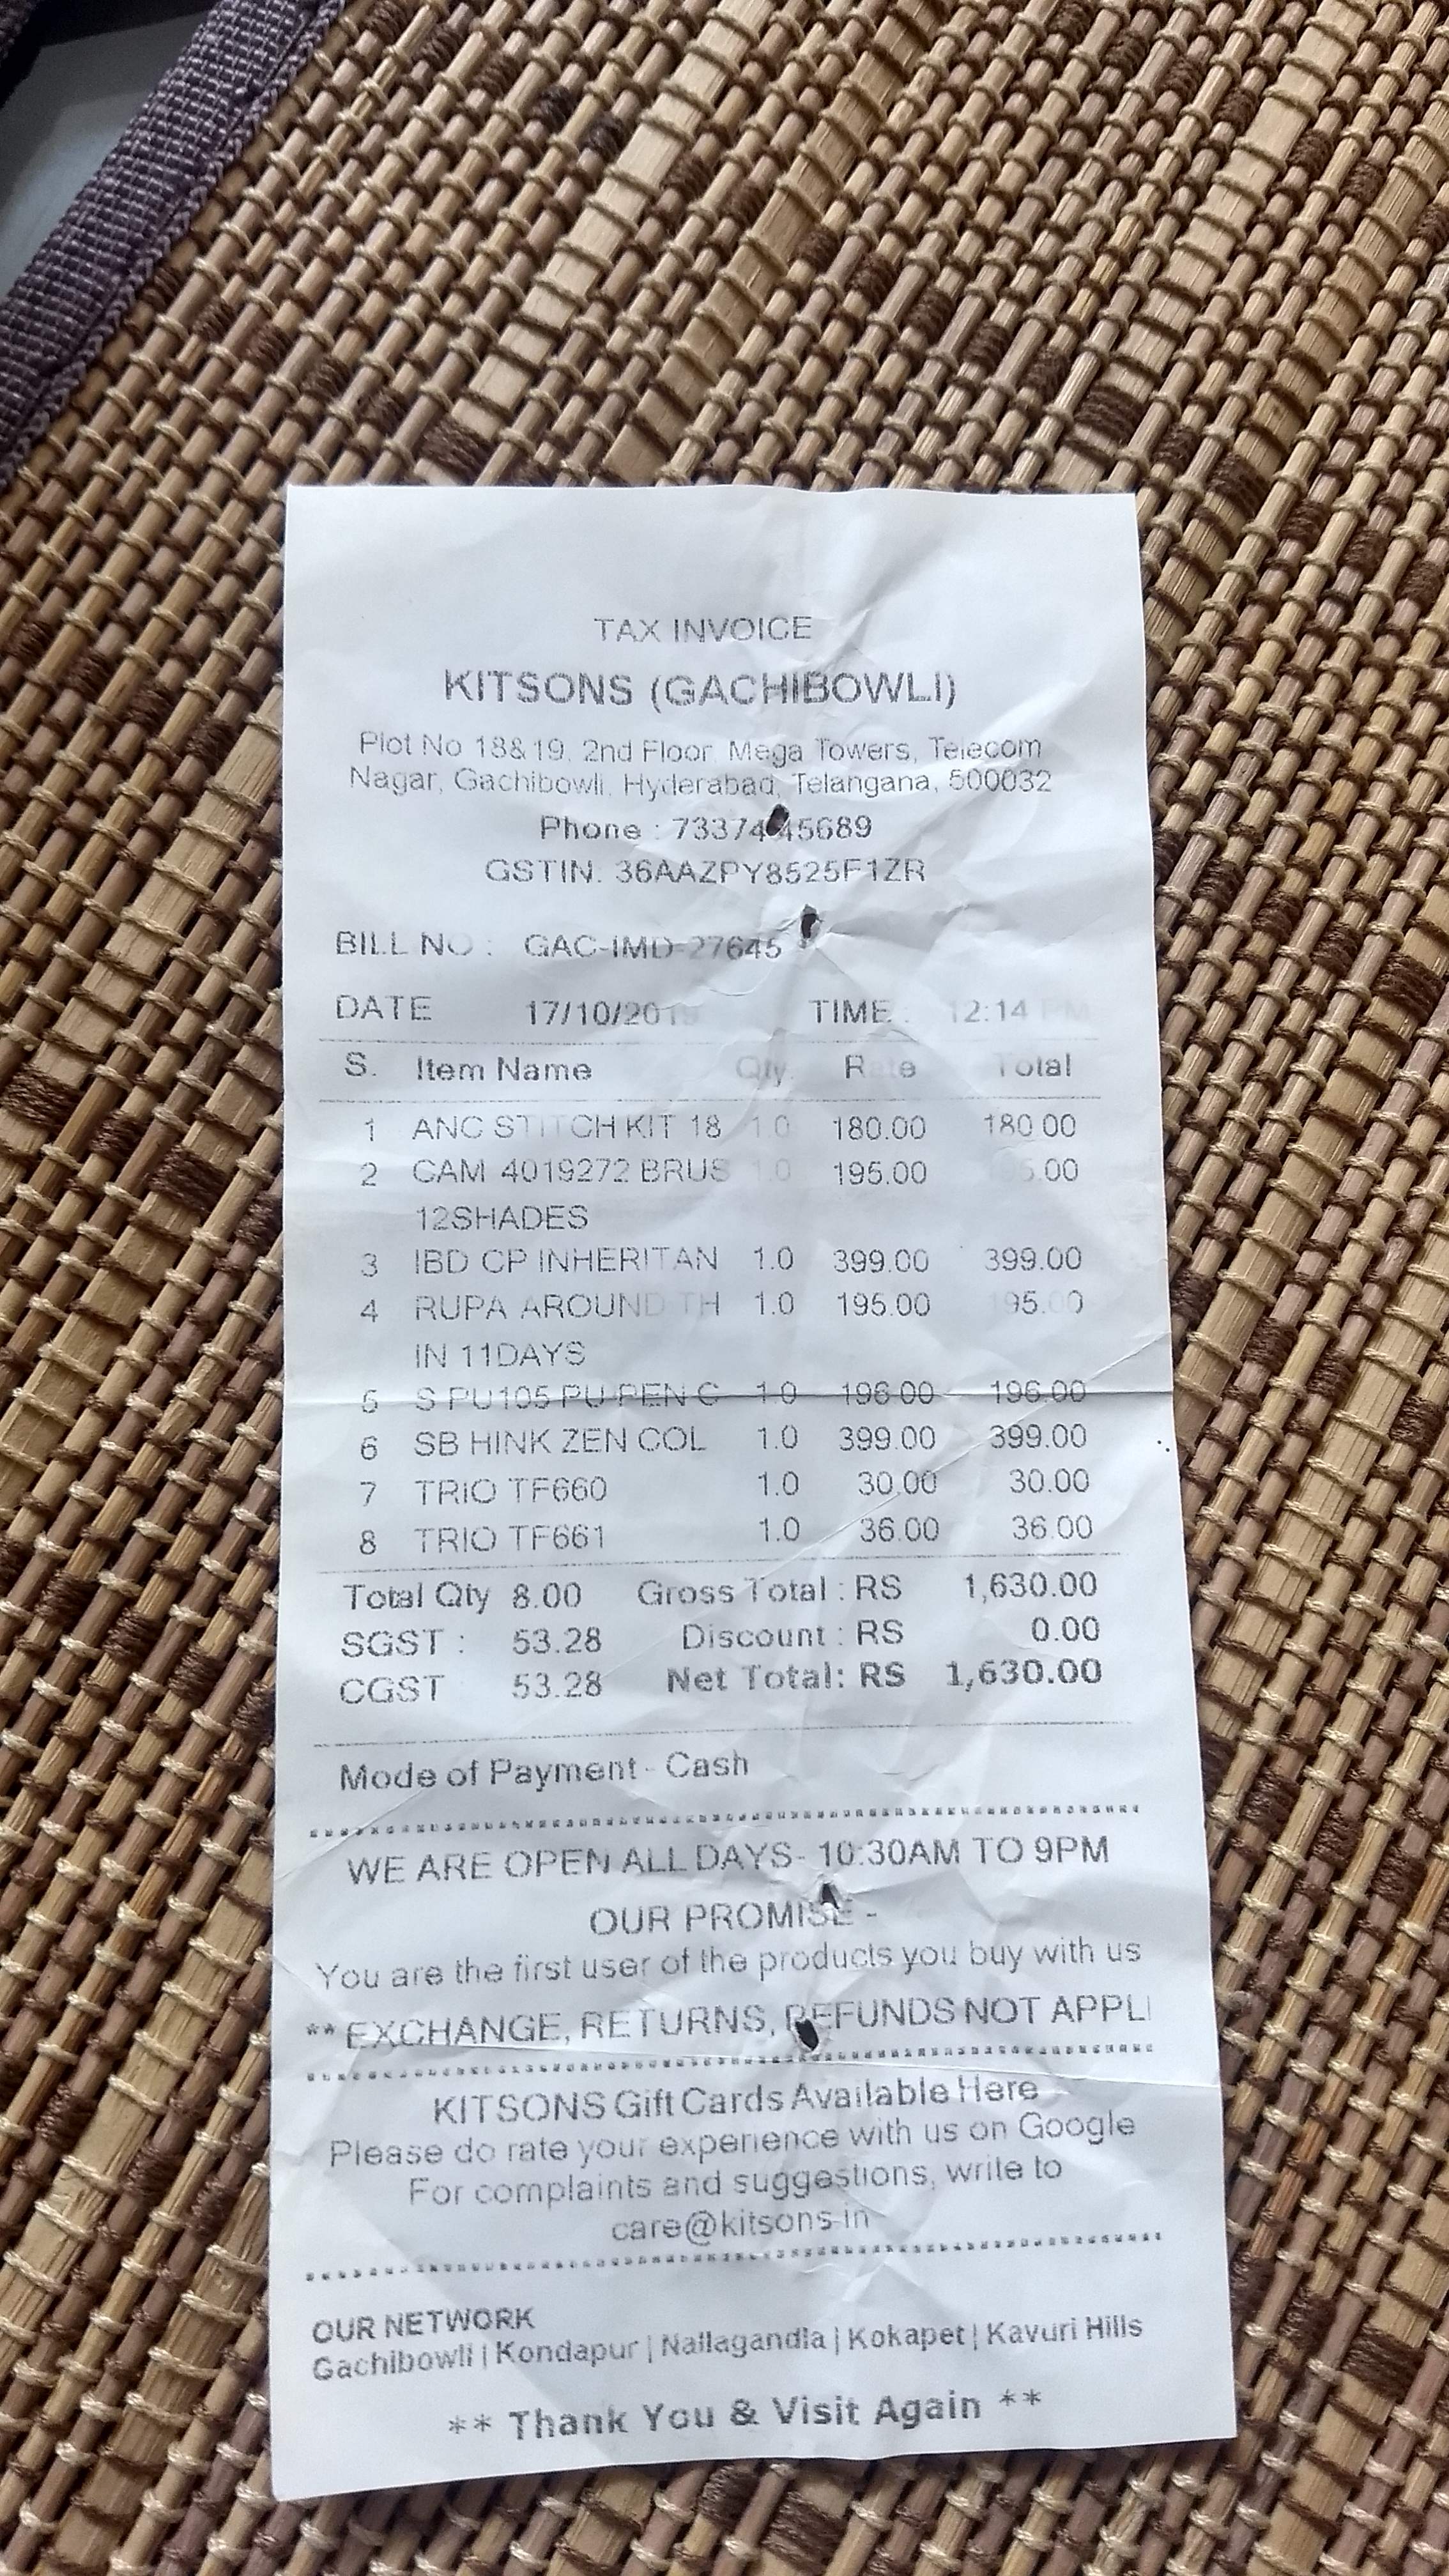 TAX INVOICE
KITSONS (GACHIBOWLI)
Plot No 18&19, 2nd Floor, Mega Towers, Telecom
Nagar, Gachibowli, Hyderabad, Telangana, 500032
Phone : 73374 45689
GSTIN. 36AAZPY8525F1ZR
BILL NO : GAC-IMD-27645
DATE 17/10/2019 TIME : 12:14 PM
S. Item Name Qty. Rate Total
1 ANC STITCH KIT 18 1.0 180.00 180.00
2 CAM 4019272 BRUS 1.0 195.00 195.00
12SHADES
3 IBD CP INHERITAN 1.0 399.00 399.00
4 RUPA AROUND TH 1.0 195.00 195.00
IN 11DAYS
5 S PU105 PU PEN C 1.0 196.00 196.00
6 SB HINK ZEN COL 1.0 399.00 399.00
7 TRIO TF660 1.0 30.00 30.00
8 TRIO TF661 1.0 36.00 36.00
Total Qty 8.00 Gross Total : RS 1,630.00
SGST : 53.28 Discount : RS 0.00
CGST 53.28 Net Total: RS 1,630.00
Mode of Payment - Cash
WE ARE OPEN ALL DAYS- 10:30AM TO 9PM
OUR PROMISE -
You are the first user of the products you buy with us
** EXCHANGE, RETURNS, REFUNDS NOT APPLI
KITSONS Gift Cards Available Here
Please do rate your experience with us on Google
For complaints and suggestions, write to
care@kitsons.in
OUR NETWORK
Gachibowli | Kondapur | Nallagandla | Kokapet | Kavuri Hills
** Thank You & Visit Again **